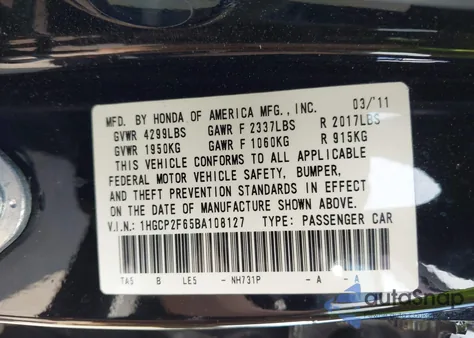 MFD. BY HONDA OF AMERICA MFG., INC. 03/'11
GVWR 4299LBS GAWR F 2337LBS R 2017LBS
GVWR 1950KG GAWR F 1060KG R 915KG
THIS VEHICLE CONFORMS TO ALL APPLICABLE
FEDERAL MOTOR VEHICLE SAFETY, BUMPER,
AND THEFT PREVENTION STANDARDS IN EFFECT
ON THE DATE OF MANUFACTURE SHOWN ABOVE.
V.I.N.: 1HGCP2F65BA108127 TYPE: PASSENGER CAR
TA5 B LE5 - NH731P - A - A
autoSnap